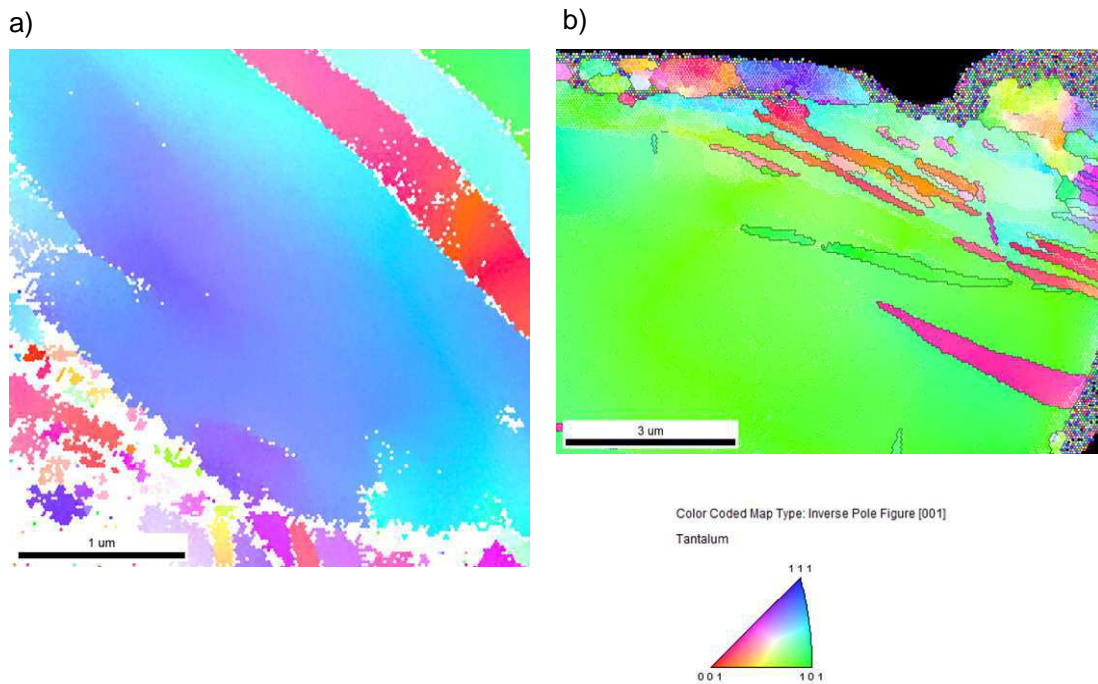 a)
b)
1 um
3 um
Color Coded Map Type: Inverse Pole Figure [001]
Tantalum
1 1 1
0 0 1
1 0 1